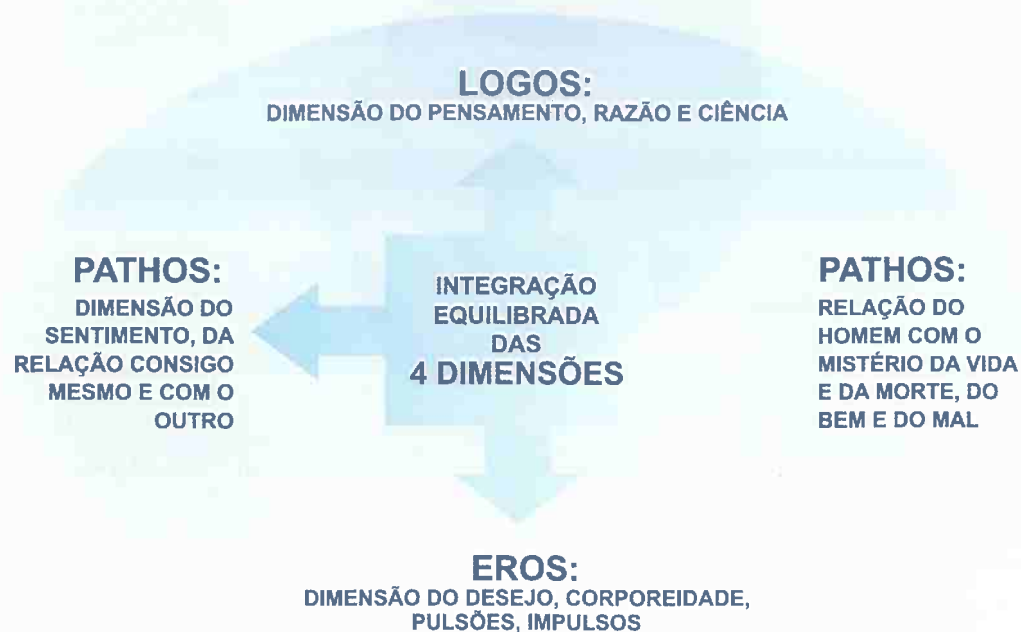 LOGOS:
DIMENSÃO DO PENSAMENTO, RAZÃO E CIÊNCIA
PATHOS:
DIMENSÃO DO
SENTIMENTO, DA
RELAÇÃO CONSIGO
MESMO E COM O
OUTRO
INTEGRAÇÃO
EQUILIBRADA
DAS
4 DIMENSÕES
PATHOS:
RELAÇÃO DO
HOMEM COM O
MISTÉRIO DA VIDA
E DA MORTE, DO
BEM E DO MAL
EROS:
DIMENSÃO DO DESEJO, CORPOREIDADE,
PULSÕES, IMPULSOS